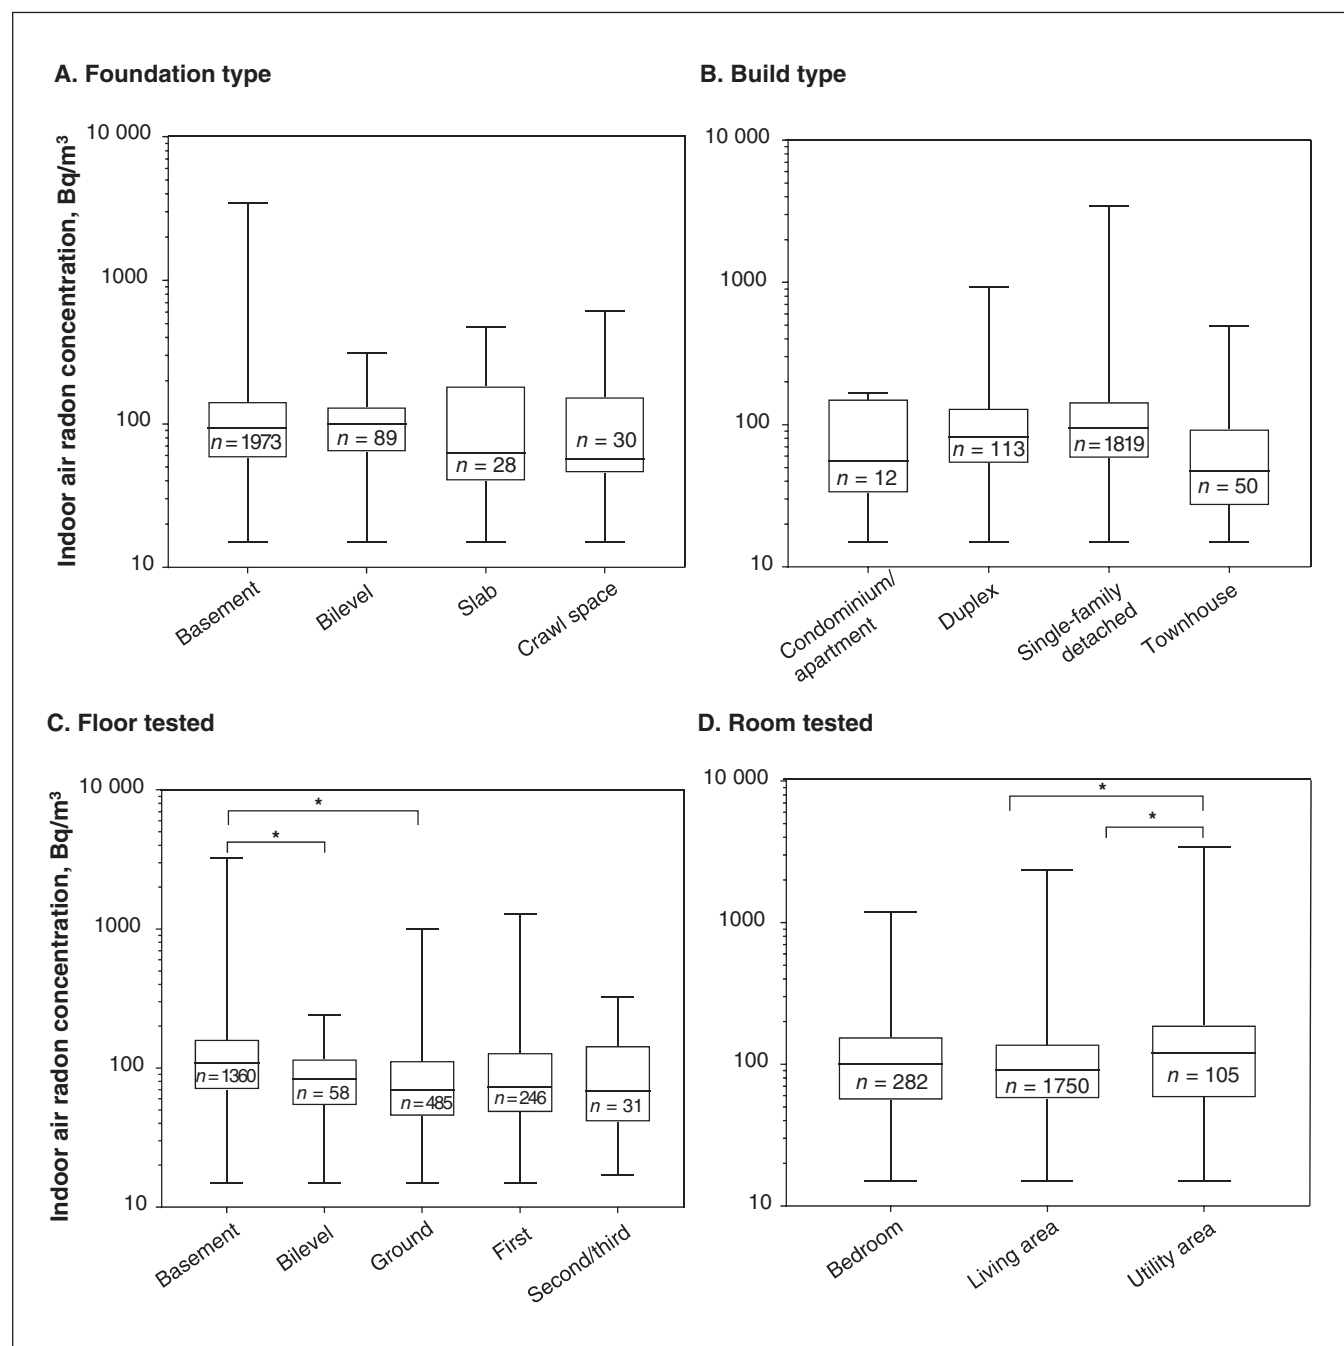 A. Foundation type
Indoor air radon concentration, Bq/m³
10 000
1000
100
10
n = 1973
n = 89
n = 28
n = 30
Basement
Bilevel
Slab
Crawl space
B. Build type
10 000
1000
100
10
n = 12
n = 113
n = 1819
n = 50
Condominium/
apartment
Duplex
Single-family
detached
Townhouse
C. Floor tested
Indoor air radon concentration, Bq/m³
10 000
1000
100
10
*
*
n = 1360
n = 58
n = 485
n = 246
n = 31
Basement
Bilevel
Ground
First
Second/third
D. Room tested
10 000
1000
100
10
*
*
n = 282
n = 1750
n = 105
Bedroom
Living area
Utility area